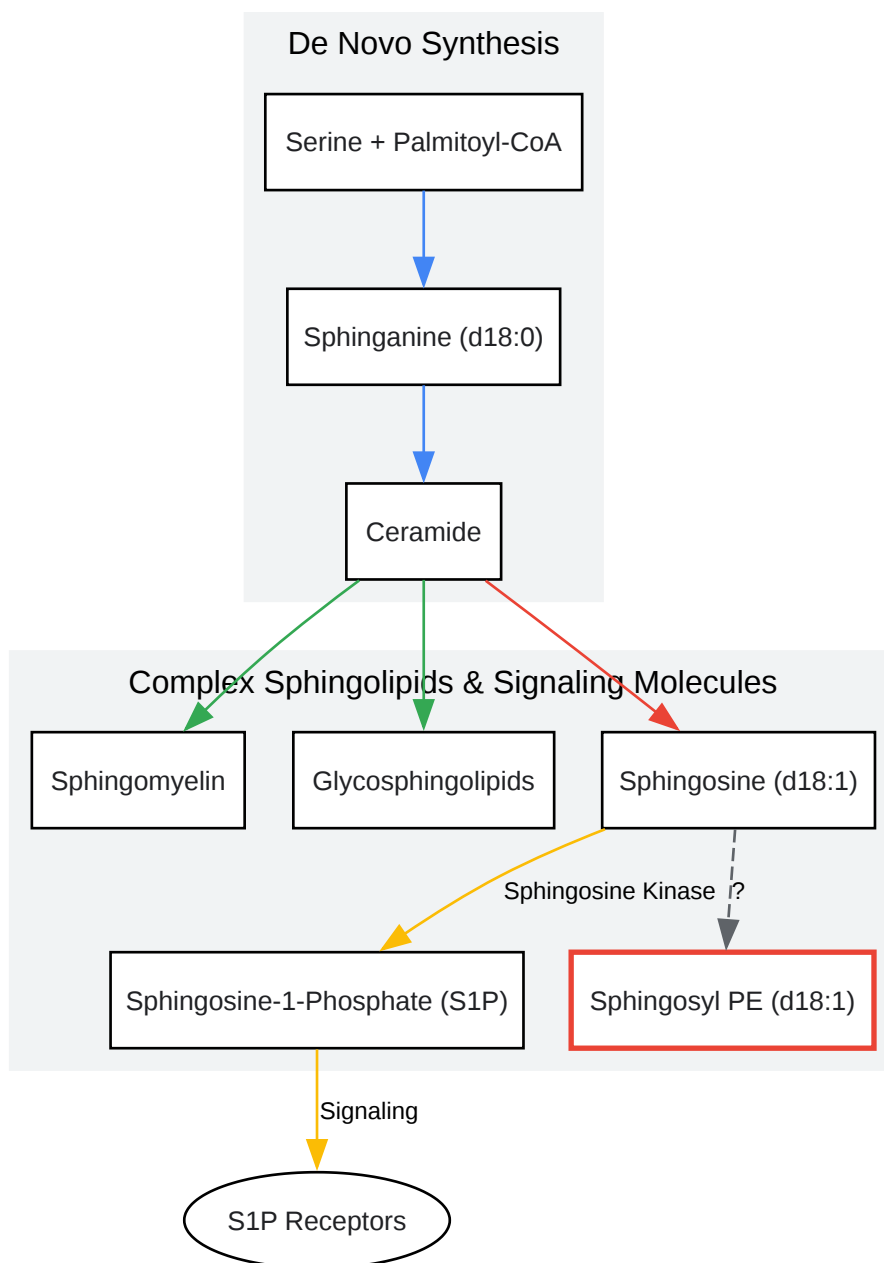 De Novo Synthesis
Serine + Palmitoyl-CoA
Sphinganine (d18:0)
Ceramide
Complex Sphingolipids & Signaling Molecules
Sphingomyelin
Glycosphingolipids
Sphingosine (d18:1)
Sphingosine Kinase
?
Sphingosine-1-Phosphate (S1P)
Sphingosyl PE (d18:1)
Signaling
S1P Receptors